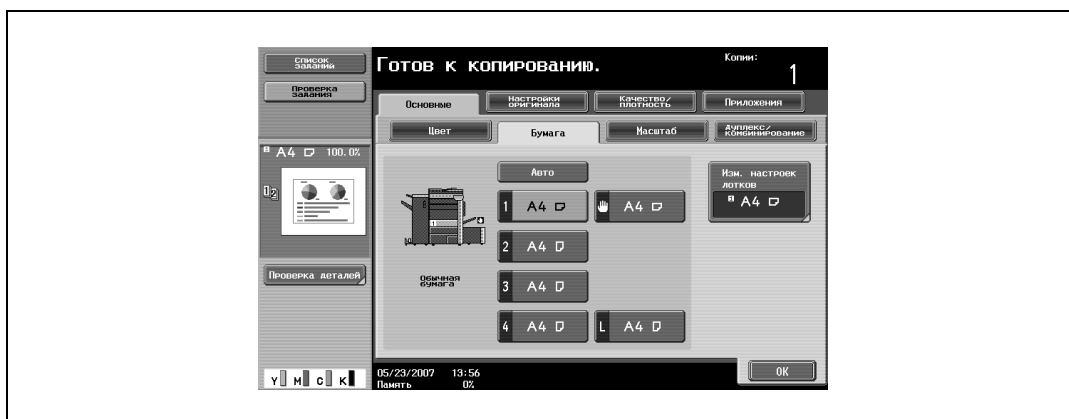 Список
задания
Проверка
задания
Готов к копированию.
Копии:
1
Основные
Настройки
оригинала
Качество/
плотность
Приложения
Цвет
Бумага
Масштаб
Дуплекс/
комбинирование
A4 100.0%
12
Проверка деталей
Обычная
бумага
Авто
1 A4
A4
2 A4
3 A4
4 A4
L A4
Изм. настроек
лотков
A4
Y M C K
05/23/2007 13:56
Память 0%
OK